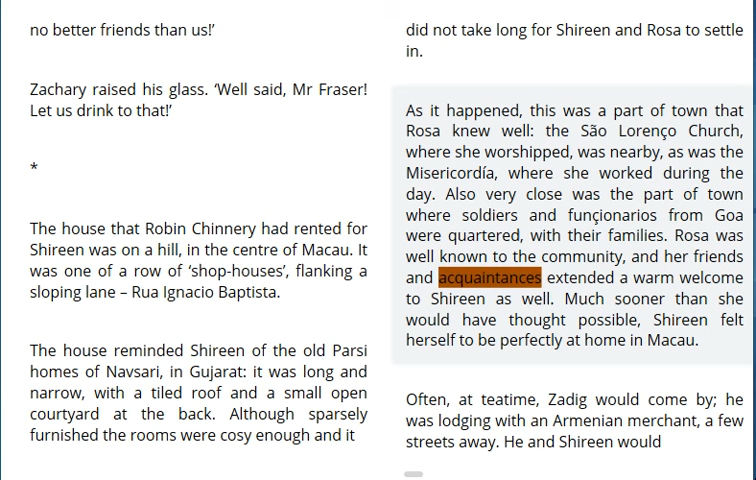 no better friends than us!’
Zachary raised his glass. ‘Well said, Mr Fraser!
Let us drink to that!’
*
The house that Robin Chinnery had rented for
Shireen was on a hill, in the centre of Macau. It
was one of a row of ‘shop-houses’, flanking a
sloping lane – Rua Ignacio Baptista.
The house reminded Shireen of the old Parsi
homes of Navsari, in Gujarat: it was long and
narrow, with a tiled roof and a small open
courtyard at the back. Although sparsely
furnished the rooms were cosy enough and it
did not take long for Shireen and Rosa to settle
in.
As it happened, this was a part of town that
Rosa knew well: the São Lorenço Church,
where she worshipped, was nearby, as was the
Misericordía, where she worked during the
day. Also very close was the part of town
where soldiers and funçionarios from Goa
were quartered, with their families. Rosa was
well known to the community, and her friends
and acquaintances extended a warm welcome
to Shireen as well. Much sooner than she
would have thought possible, Shireen felt
herself to be perfectly at home in Macau.
Often, at teatime, Zadig would come by; he
was lodging with an Armenian merchant, a few
streets away. He and Shireen would